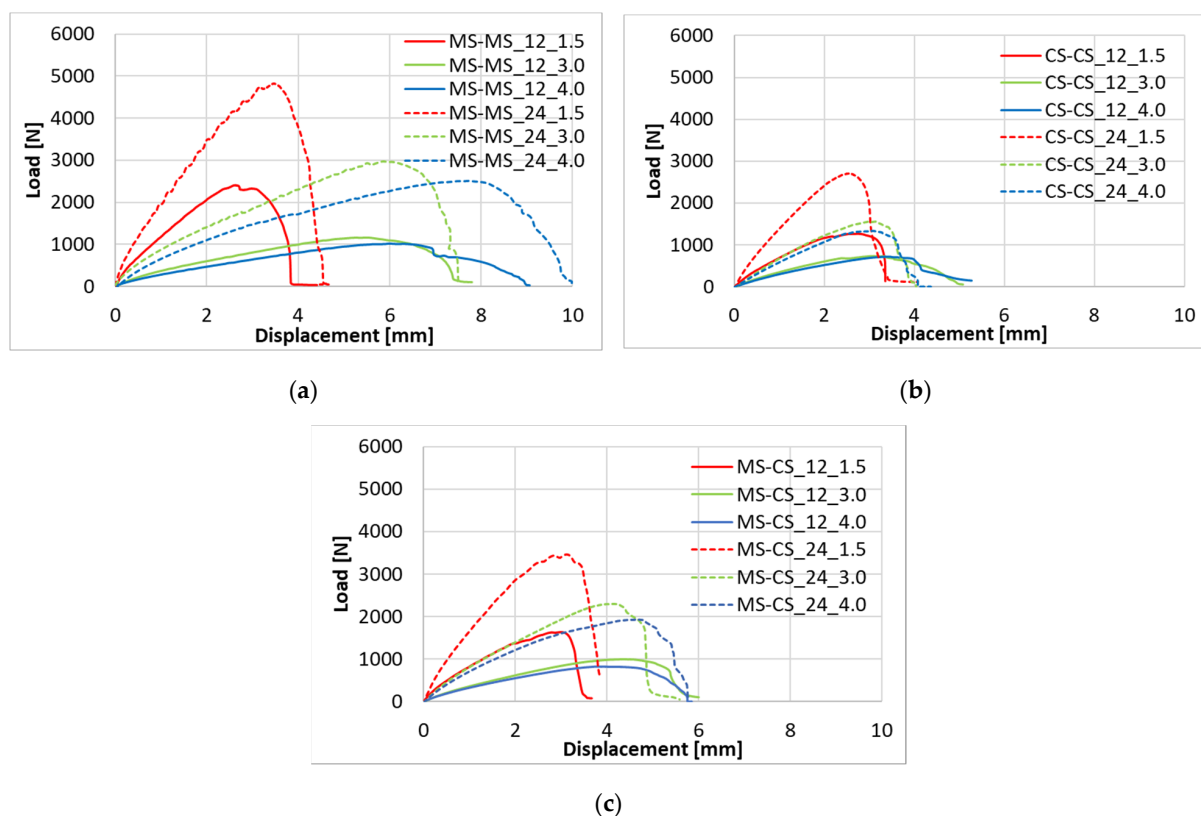 6000
5000
4000
3000
2000
1000
0
Load [N]
MS-MS_12_1.5
MS-MS_12_3.0
MS-MS_12_4.0
MS-MS_24_1.5
MS-MS_24_3.0
MS-MS_24_4.0
0 2 4 6 8 10
Displacement [mm]
(a)
6000
5000
4000
3000
2000
1000
0
Load [N]
CS-CS_12_1.5
CS-CS_12_3.0
CS-CS_12_4.0
CS-CS_24_1.5
CS-CS_24_3.0
CS-CS_24_4.0
0 2 4 6 8 10
Displacement [mm]
(b)
6000
5000
4000
3000
2000
1000
0
Load [N]
MS-CS_12_1.5
MS-CS_12_3.0
MS-CS_12_4.0
MS-CS_24_1.5
MS-CS_24_3.0
MS-CS_24_4.0
0 2 4 6 8 10
Displacement [mm]
(c)